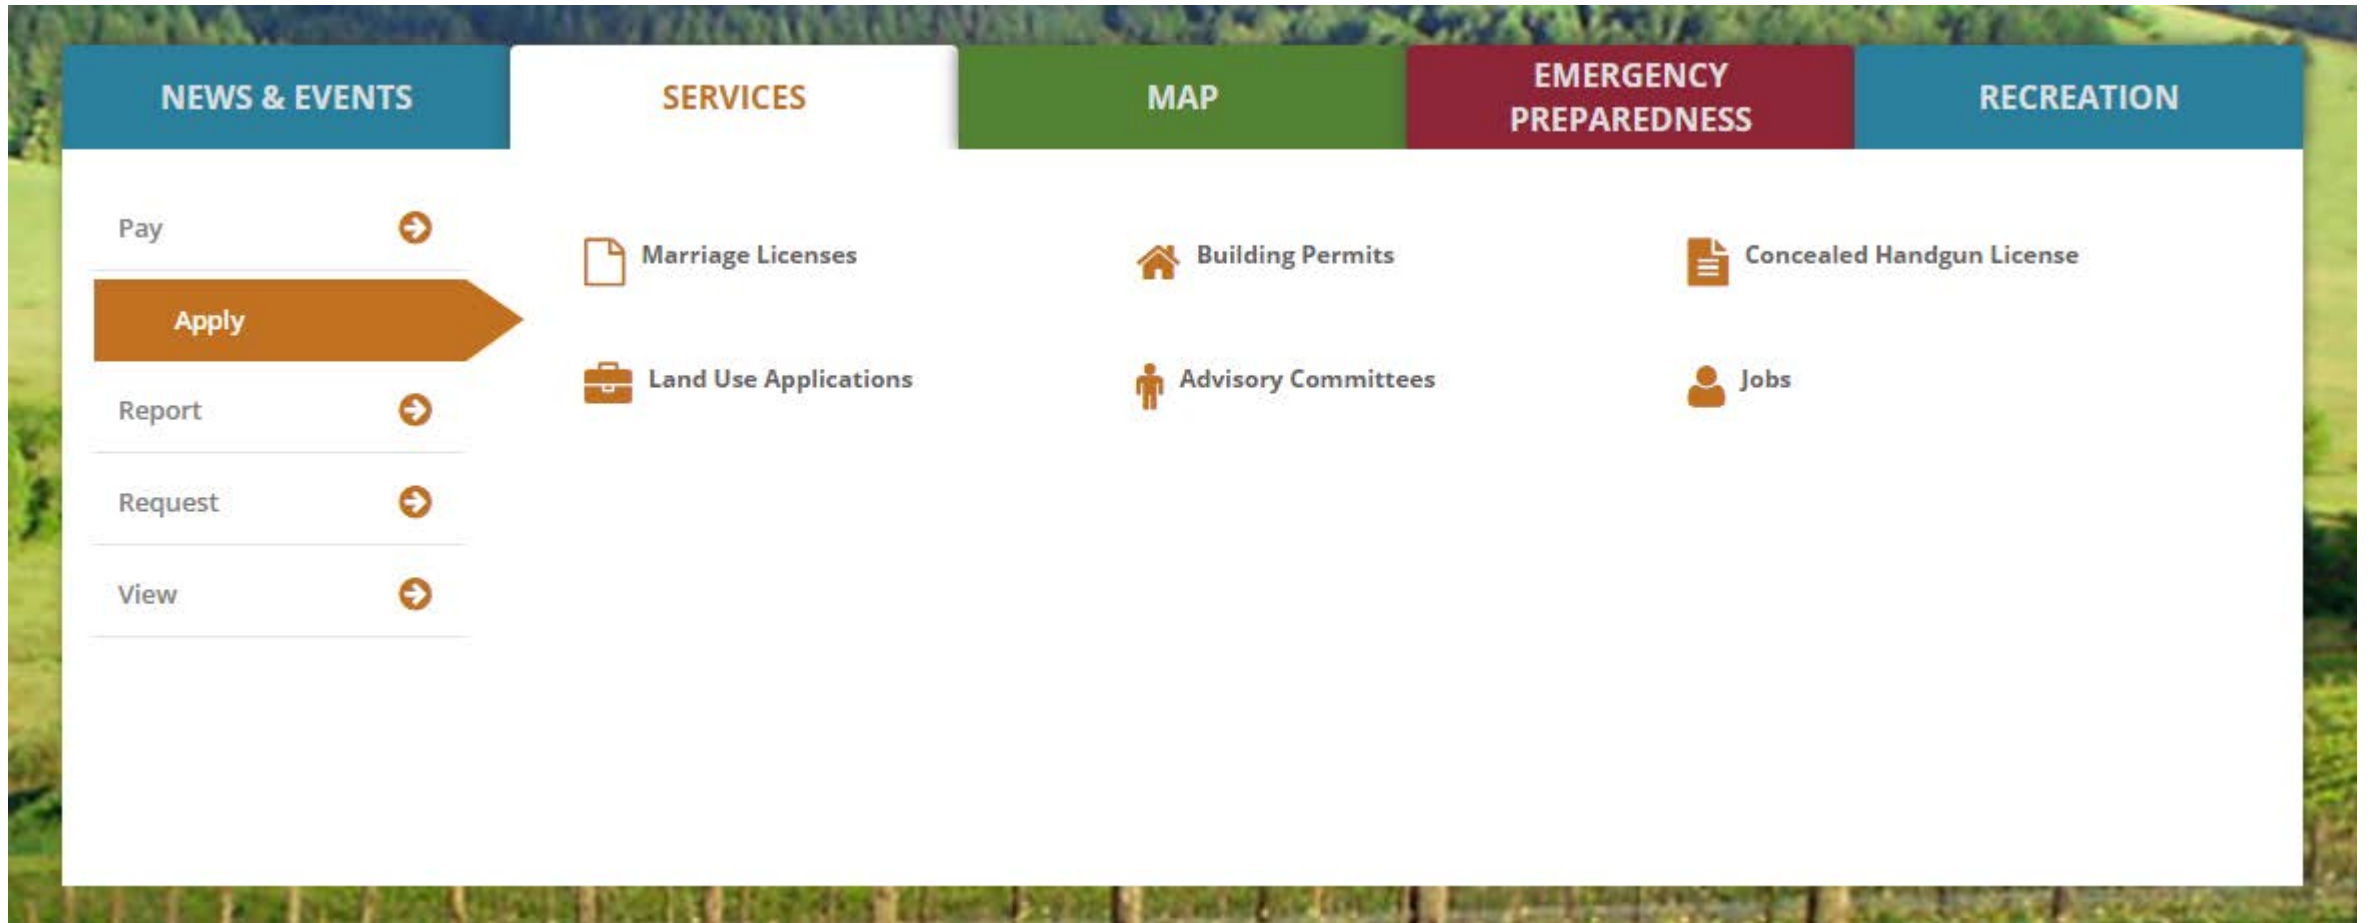 NEWS & EVENTS
SERVICES
MAP
EMERGENCY
PREPAREDNESS
RECREATION
Pay
Apply
Report
Request
View
Marriage Licenses
Building Permits
Concealed Handgun License
Land Use Applications
Advisory Committees
Jobs